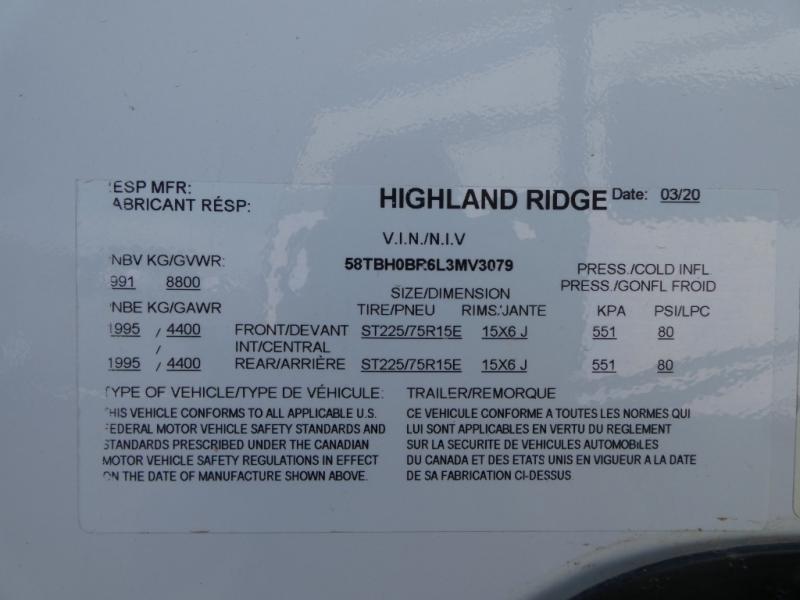 ESP MFR:
ABRICANT RÉSP:
HIGHLAND RIDGE Date: 03/20
V.I.N./N.I.V
58TBH0BR6L3MV3079
NBV KG/GVWR:
991 8800
PRESS./COLD INFL
PRESS./GONFL FROID
SIZE/DIMENSION
NBE KG/GAWR TIRE/PNEU RIMS./JANTE KPA PSI/LPC
1995 / 4400 FRONT/DEVANT ST225/75R15E 15X6 J 551 80
/ INT/CENTRAL
1995 / 4400 REAR/ARRIÈRE ST225/75R15E 15X6 J 551 80
TYPE OF VEHICLE/TYPE DE VÉHICULE: TRAILER/REMORQUE
THIS VEHICLE CONFORMS TO ALL APPLICABLE U.S.
FEDERAL MOTOR VEHICLE SAFETY STANDARDS AND
STANDARDS PRESCRIBED UNDER THE CANADIAN
MOTOR VEHICLE SAFETY REGULATIONS IN EFFECT
ON THE DATE OF MANUFACTURE SHOWN ABOVE.
CE VEHICULE CONFORME A TOUTES LES NORMES QUI
LUI SONT APPLICABLES EN VERTU DU REGLEMENT
SUR LA SECURITE DE VEHICULES AUTOMOBILES
DU CANADA ET DES ETATS UNIS EN VIGUEUR A LA DATE
DE SA FABRICATION CI-DESSUS